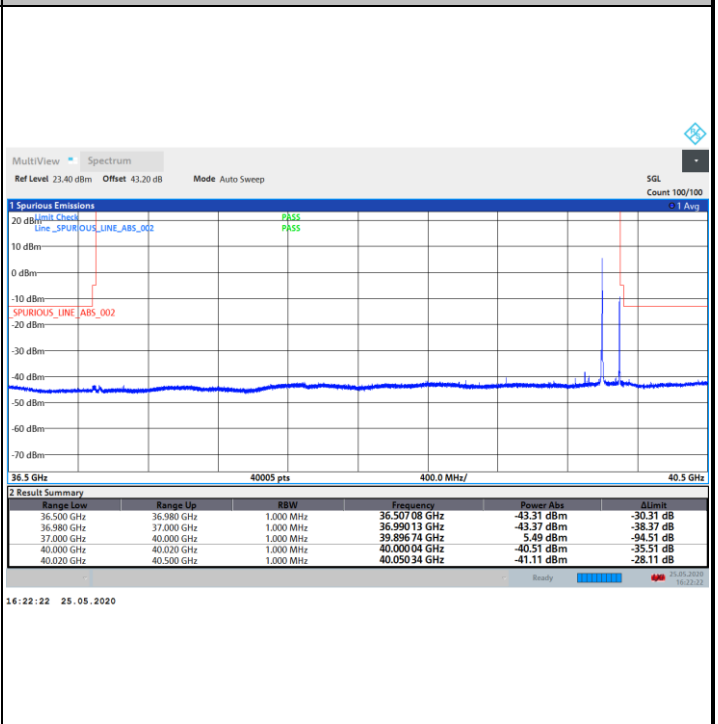 MultiView Spectrum
Ref Level 23.40 dBm Offset 43.20 dB Mode Auto Sweep SGL
Count 100/100
1 Spurious Emissions 1 Avg
Limit Check PASS
20 dBm
Line _SPURIOUS_LINE_ABS_002 PASS
10 dBm
0 dBm
-10 dBm
_SPURIOUS_LINE_ABS_002
-20 dBm
-30 dBm
-40 dBm
-50 dBm
-60 dBm
-70 dBm
36.5 GHz 40005 pts 400.0 MHz/ 40.5 GHz
2 Result Summary
Range Low Range Up RBW Frequency Power Abs ΔLimit
36.500 GHz 36.980 GHz 1.000 MHz 36.50708 GHz -43.31 dBm -30.31 dB
36.980 GHz 37.000 GHz 1.000 MHz 36.99013 GHz -43.37 dBm -38.37 dB
37.000 GHz 40.000 GHz 1.000 MHz 39.89674 GHz 5.49 dBm -94.51 dB
40.000 GHz 40.020 GHz 1.000 MHz 40.00004 GHz -40.51 dBm -35.51 dB
40.020 GHz 40.500 GHz 1.000 MHz 40.05034 GHz -41.11 dBm -28.11 dB
Ready 25.05.2020
16:22:22
16:22:22 25.05.2020